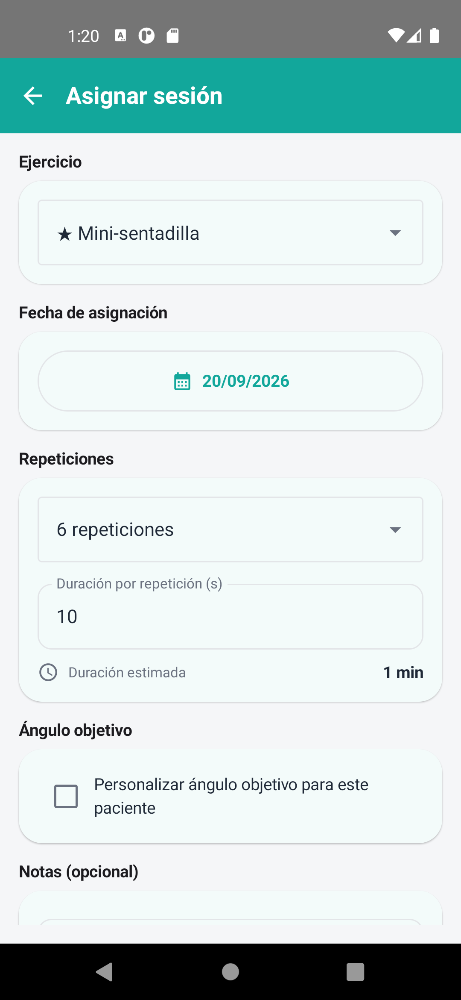 1:20
Asignar sesión
Ejercicio
★ Mini-sentadilla
Fecha de asignación
20/09/2026
Repeticiones
6 repeticiones
Duración por repetición (s)
10
Duración estimada
1 min
Ángulo objetivo
Personalizar ángulo objetivo para este
paciente
Notas (opcional)